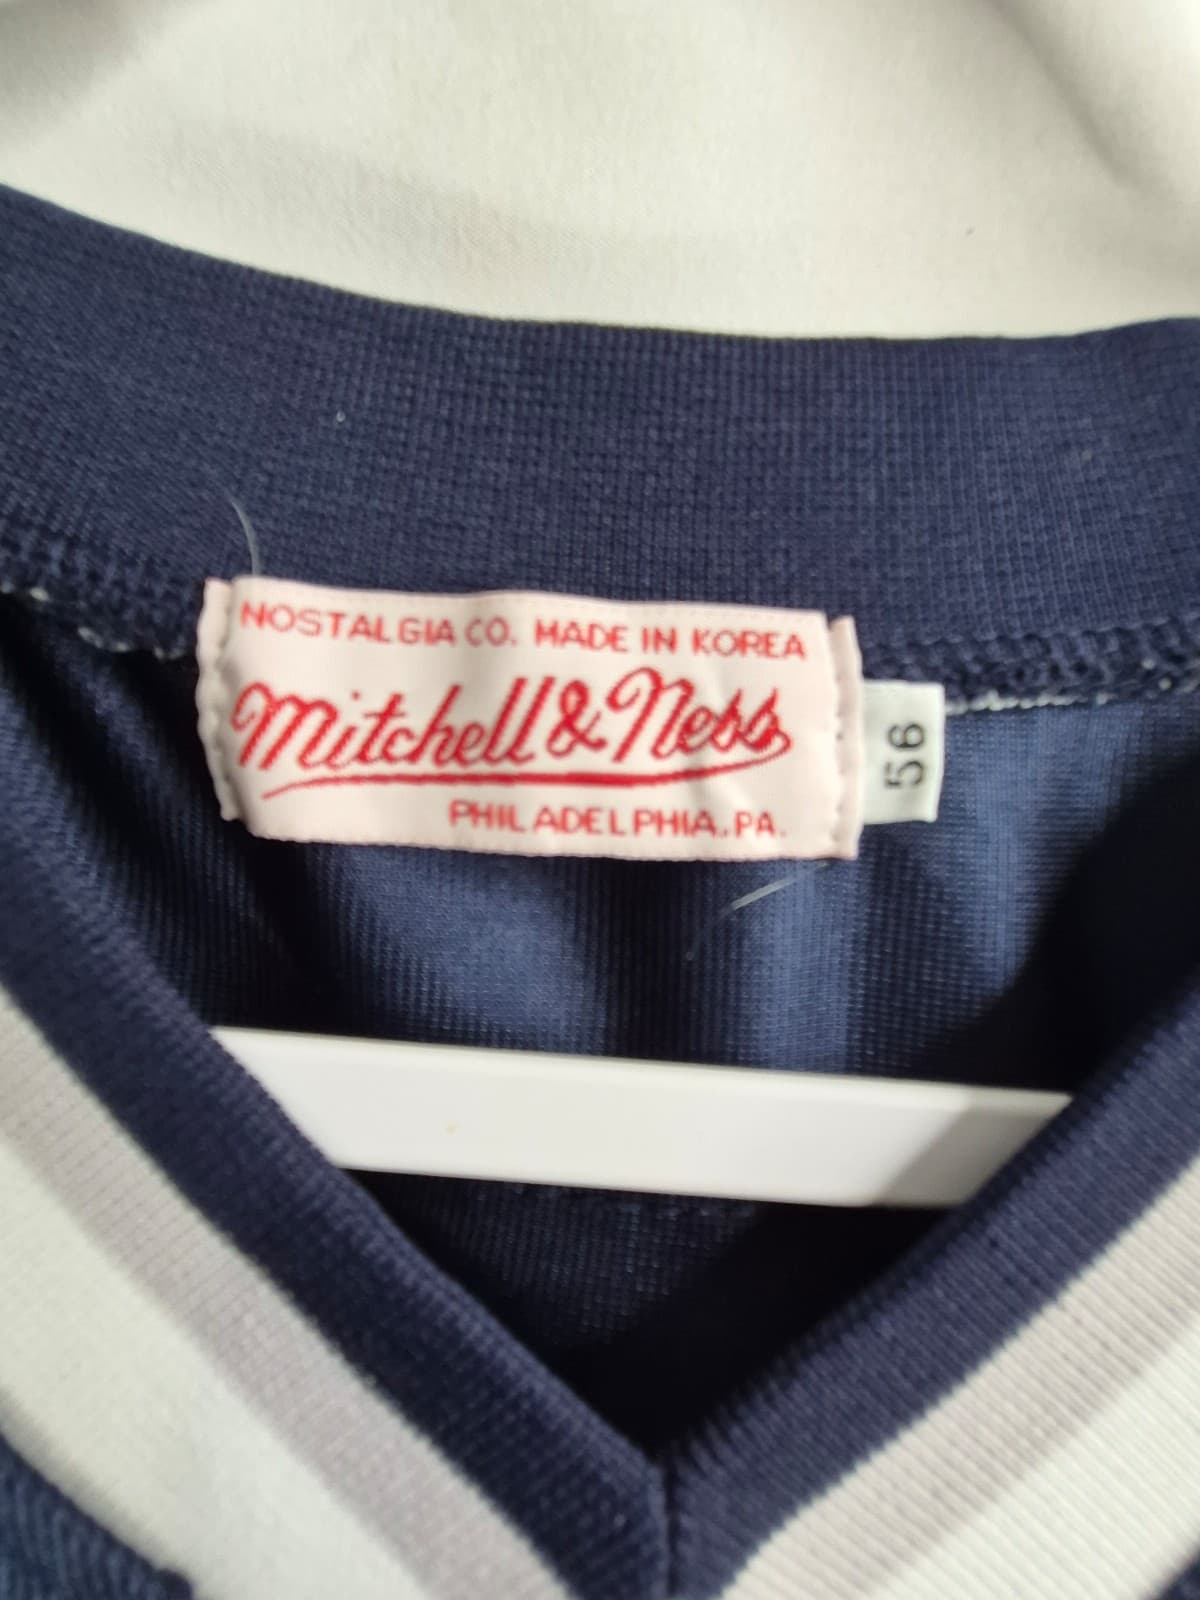 NOSTALGIA CO. MADE IN KOREA
Mitchell & Ness
PHILADELPHIA, PA.
56